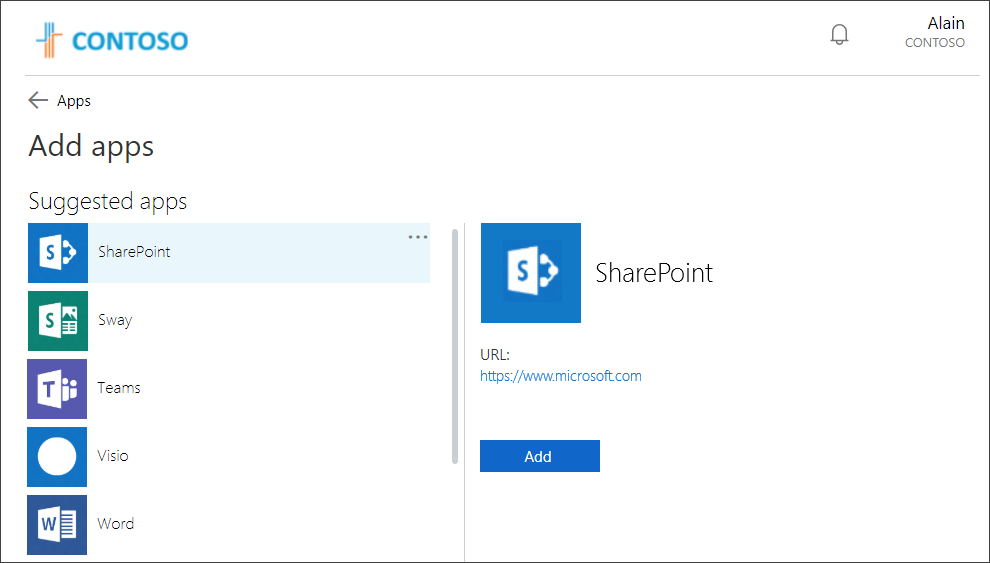 CONTOSO
Alain
CONTOSO
Apps
Add apps
Suggested apps
SharePoint
Sway
Teams
Visio
Word
SharePoint
URL:
https://www.microsoft.com
Add